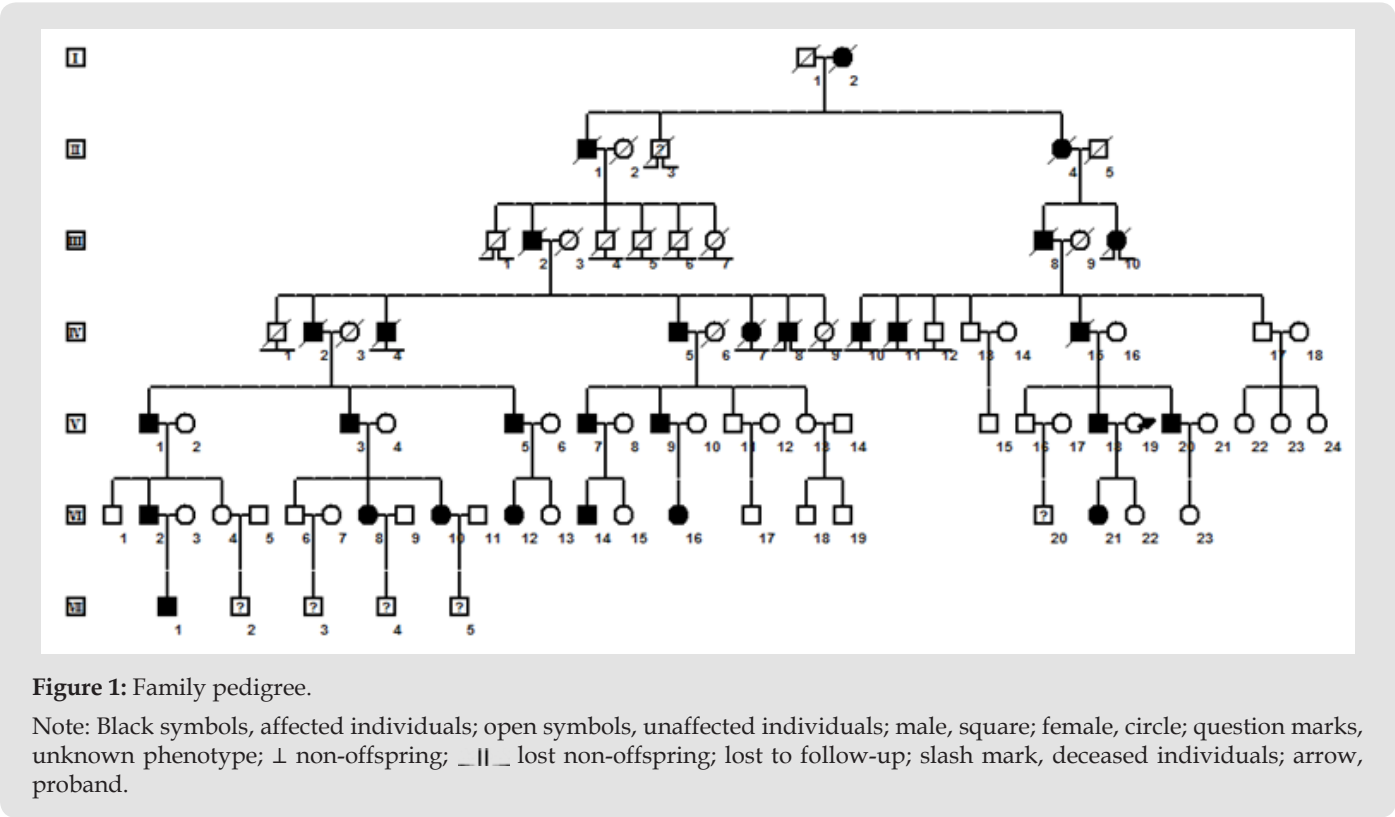 I
1 2
II
? 
1 2 3 4 5
III
1 2 3 4 5 6 7 8 9 10
IV
1 2 3 4 5 6 7 8 9 10 11 12 13 14 15 16 17 18
V
1 2 3 4 5 6 7 8 9 10 11 12 13 14 15 16 17 18 19 20 21 22 23 24
VI
?
1 2 3 4 5 6 7 8 9 10 11 12 13 14 15 16 17 18 19 20 21 22 23
VII
? ? ? ?
1 2 3 4 5
Figure 1: Family pedigree.
Note: Black symbols, affected individuals; open symbols, unaffected individuals; male, square; female, circle; question marks,
unknown phenotype; ⊥ non-offspring; _||_ lost non-offspring; lost to follow-up; slash mark, deceased individuals; arrow,
proband.